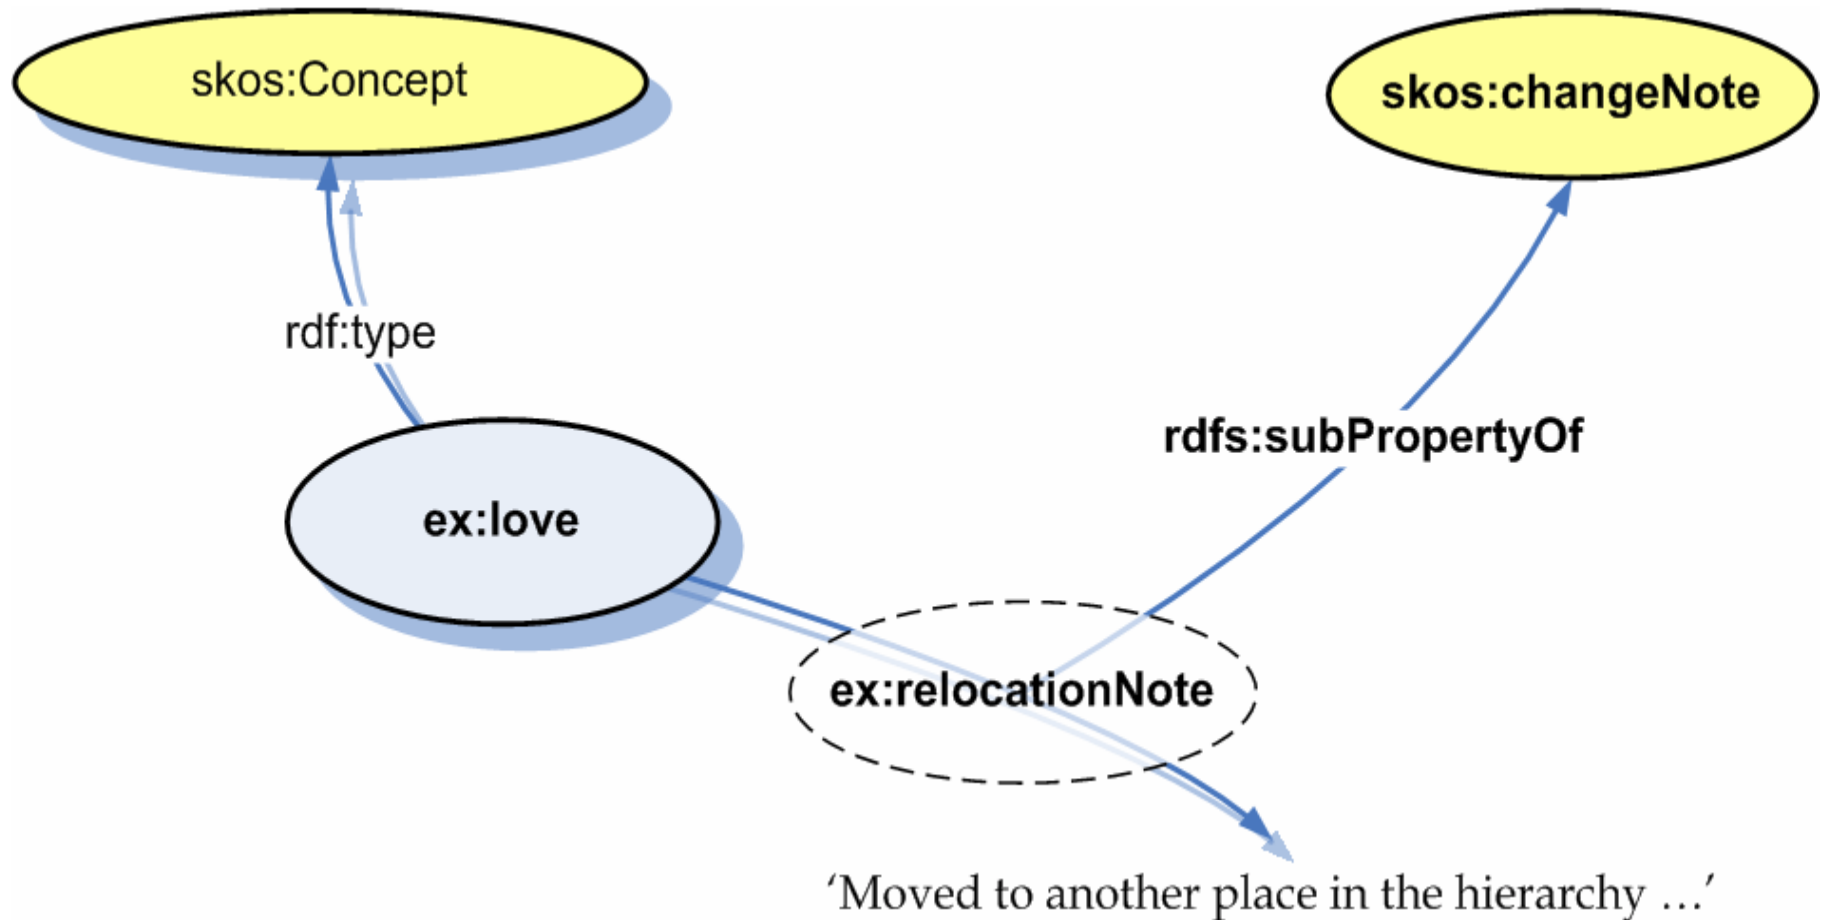 skos:Concept
skos:changeNote
rdf:type
rdfs:subPropertyOf
ex:love
ex:relocationNote
‘Moved to another place in the hierarchy …’